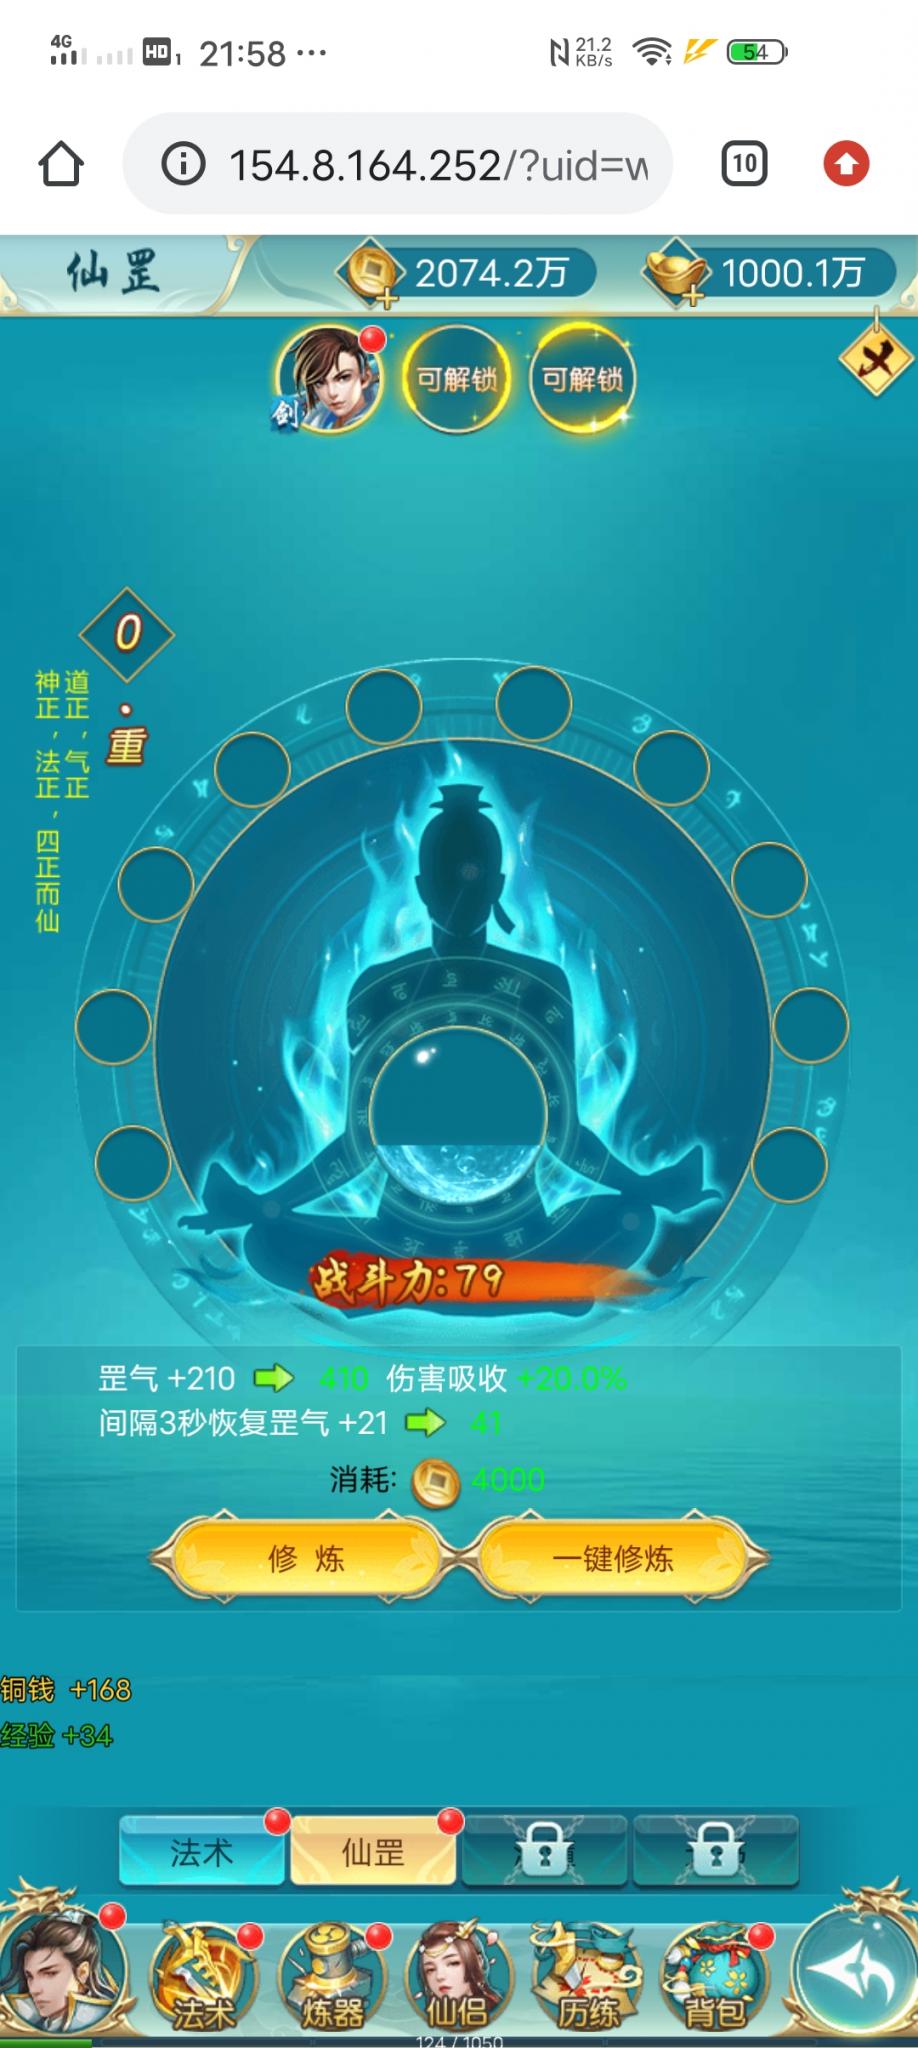 4G
HD 1 21:58 ···
21.2
KB/s
54
154.8.164.252/?uid=w
10
仙罡
2074.2万
1000.1万
剑
可解锁
可解锁
0
·
重
道正，气正
神正，法正，四正而仙
战斗力:79
罡气 +210 410 伤害吸收 +20.0%
间隔3秒恢复罡气 +21 41
消耗: 4000
修 炼
一键修炼
铜钱 +168
经验 +34
法术
仙罡
法术
炼器
仙侣
历练
背包
124 / 1050